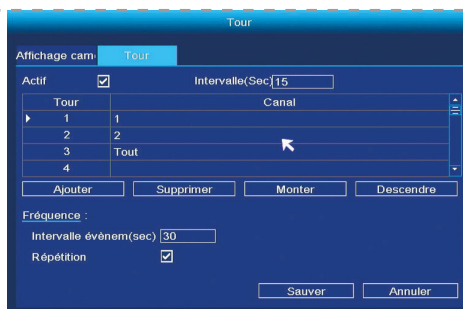 Tour
Affichage cam Tour
Actif Intervalle(Sec) 15
Tour Canal
1 1
2 2
3 Tout
4
Ajouter Supprimer Monter Descendre
Fréquence :
Intervalle évènem(sec) 30
Répétition
Sauver Annuler